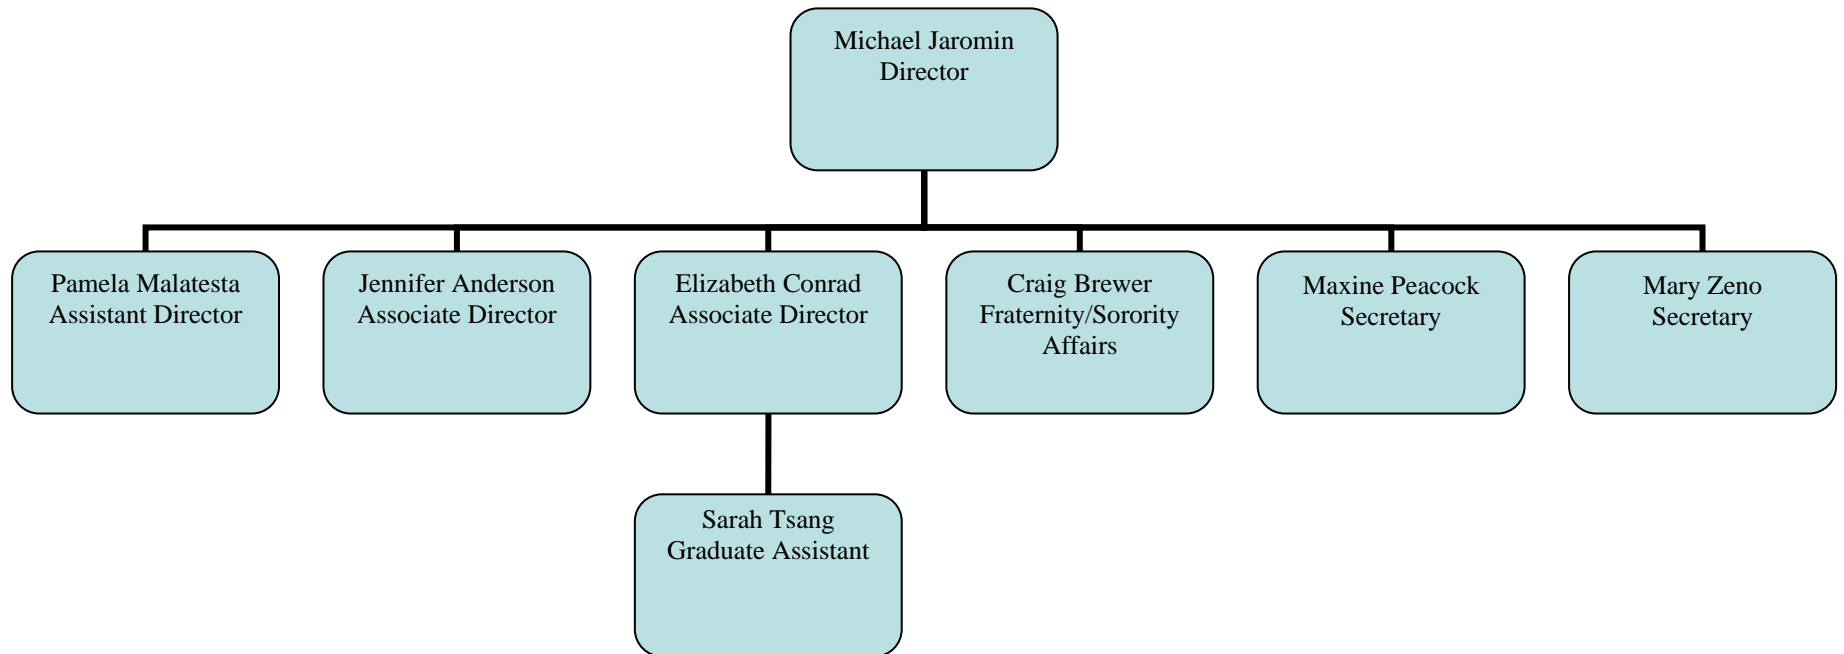 Michael Jaromin
Director
Pamela Malatesta
Assistant Director
Jennifer Anderson
Associate Director
Elizabeth Conrad
Associate Director
Craig Brewer
Fraternity/Sorority
Affairs
Maxine Peacock
Secretary
Mary Zeno
Secretary
Sarah Tsang
Graduate Assistant